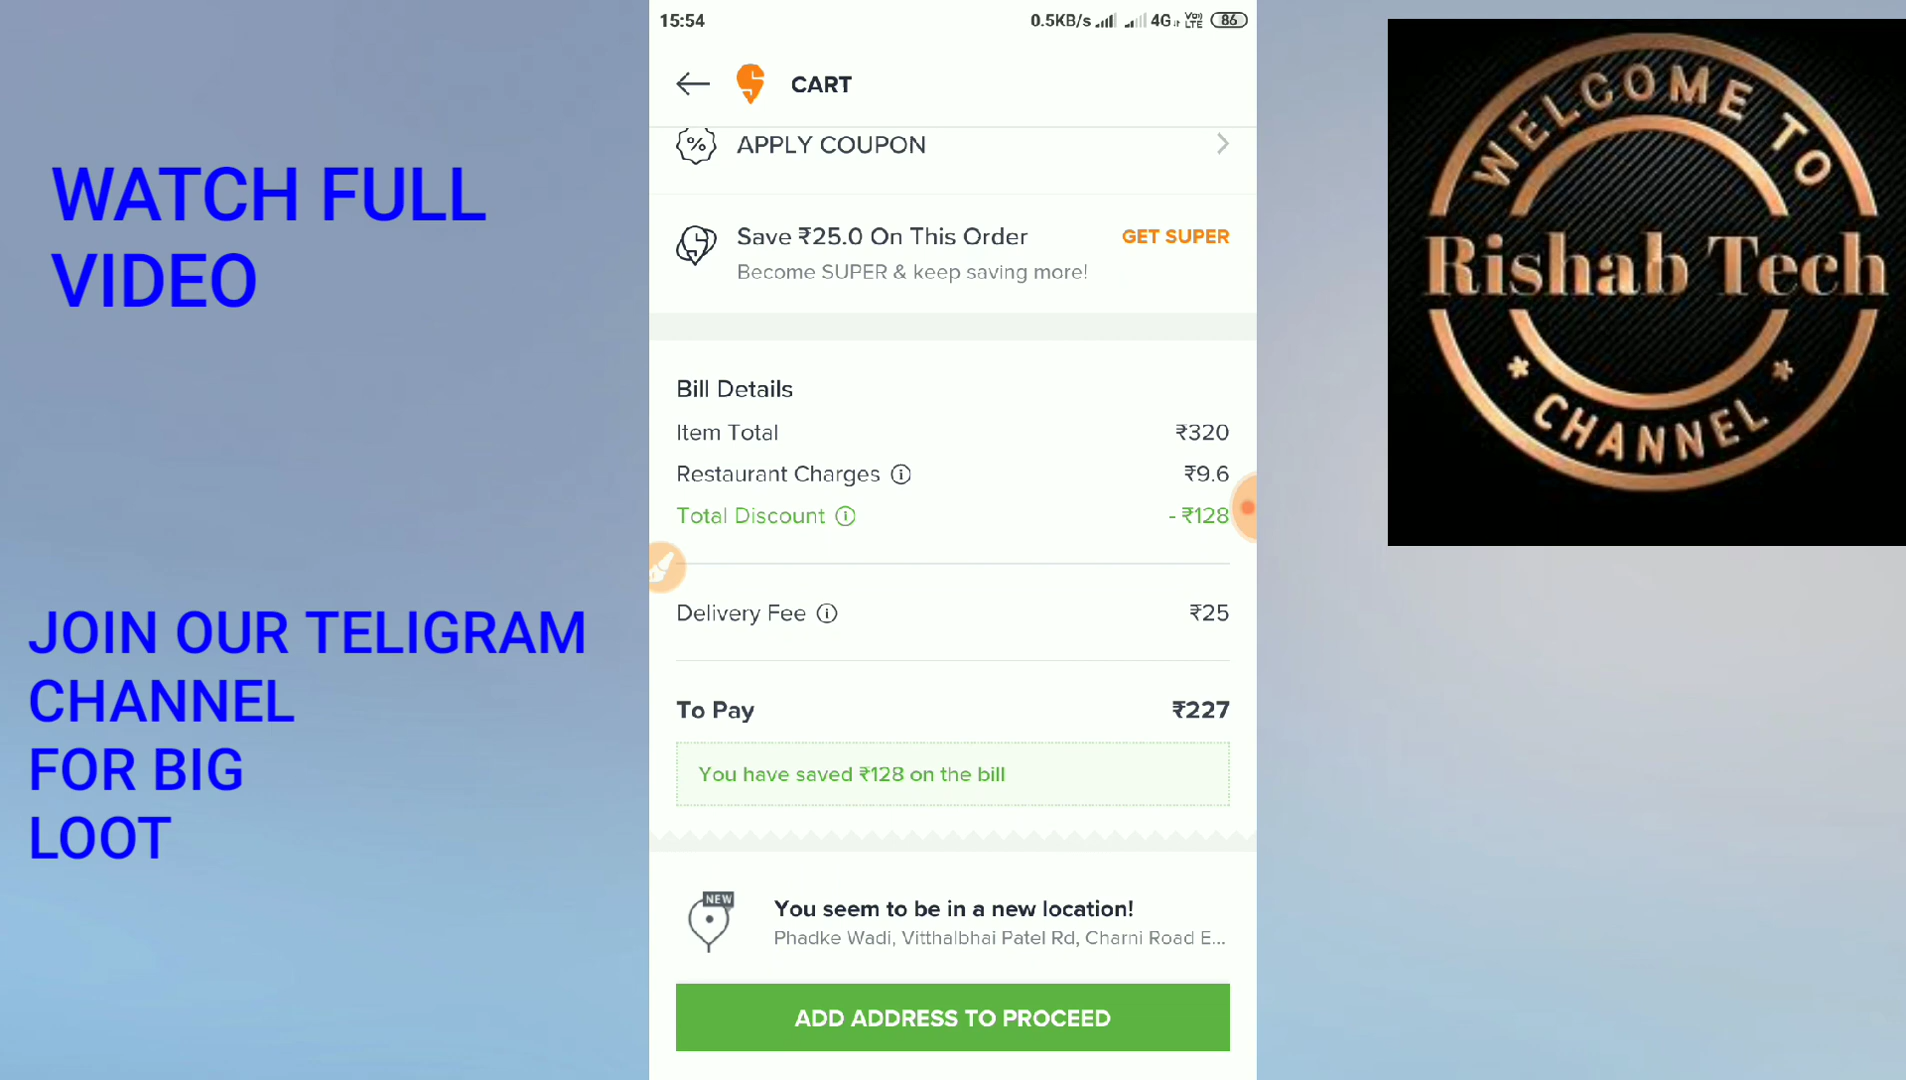 WATCH FULL
VIDEO
JOIN OUR TELIGRAM
CHANNEL
FOR BIG
LOOT
15:54
0.5KB/s 4G Vo) LTE 86
CART
% APPLY COUPON
Save ₹25.0 On This Order GET SUPER
Become SUPER & keep saving more!
Bill Details
Item Total ₹320
Restaurant Charges ₹9.6
Total Discount - ₹128
Delivery Fee ₹25
To Pay ₹227
You have saved ₹128 on the bill
NEW
You seem to be in a new location!
Phadke Wadi, Vitthalbhai Patel Rd, Charni Road E...
ADD ADDRESS TO PROCEED
WELCOME TO
Rishab Tech
* CHANNEL *